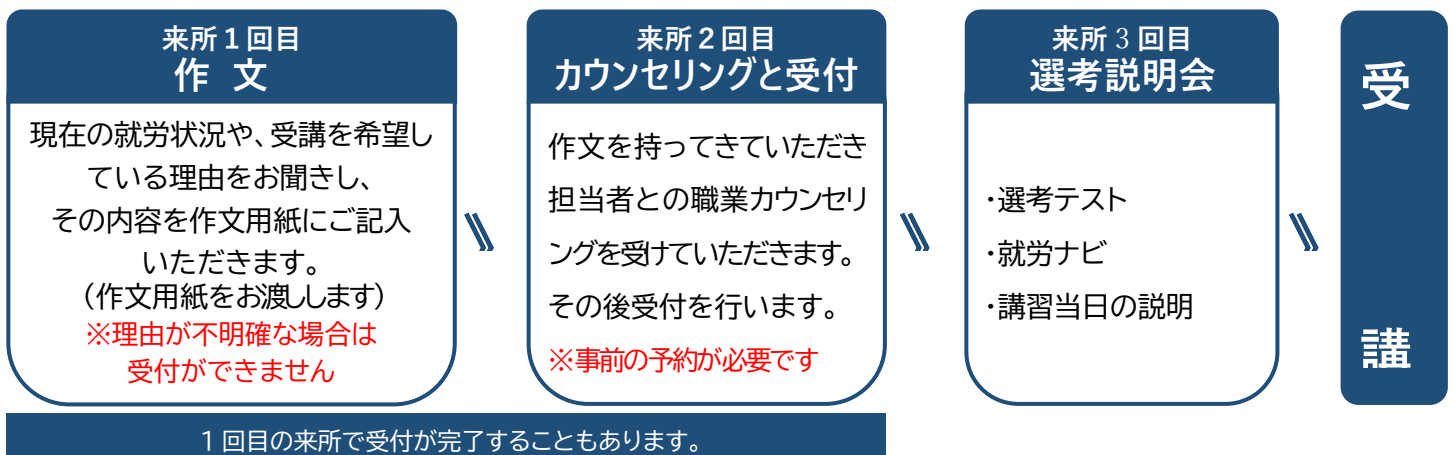 来所１回目
作 文
現在の就労状況や、受講を希望し
ている理由をお聞きし、
その内容を作文用紙にご記入
いただきます。
（作文用紙をお渡しします）
※理由が不明確な場合は
受付ができません
来所２回目
カウンセリングと受付
作文を持ってきていただき
担当者との職業カウンセリ
ングを受けていただきます。
その後受付を行います。
※事前の予約が必要です
１回目の来所で受付が完了することもあります。
来所３回目
選考説明会
・選考テスト
・就労ナビ
・講習当日の説明
受
講